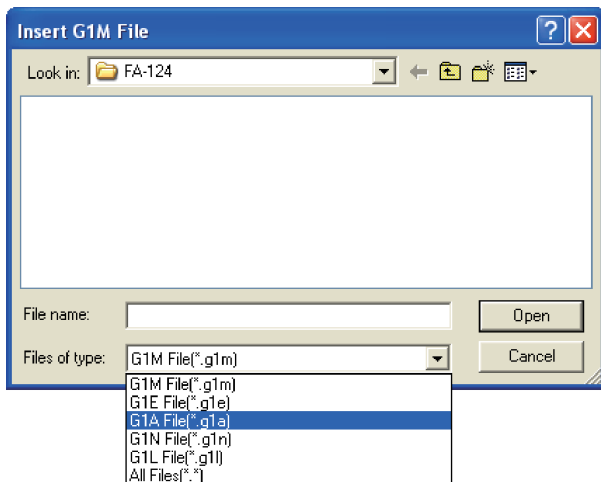 Insert G1M File
Look in: FA-124
File name:
Open
Files of type: G1M File(*.g1m)
Cancel
G1M File(*.g1m)
G1E File(*.g1e)
G1A File(*.g1a)
G1N File(*.g1n)
G1L File(*.g1l)
All Files(*.*)